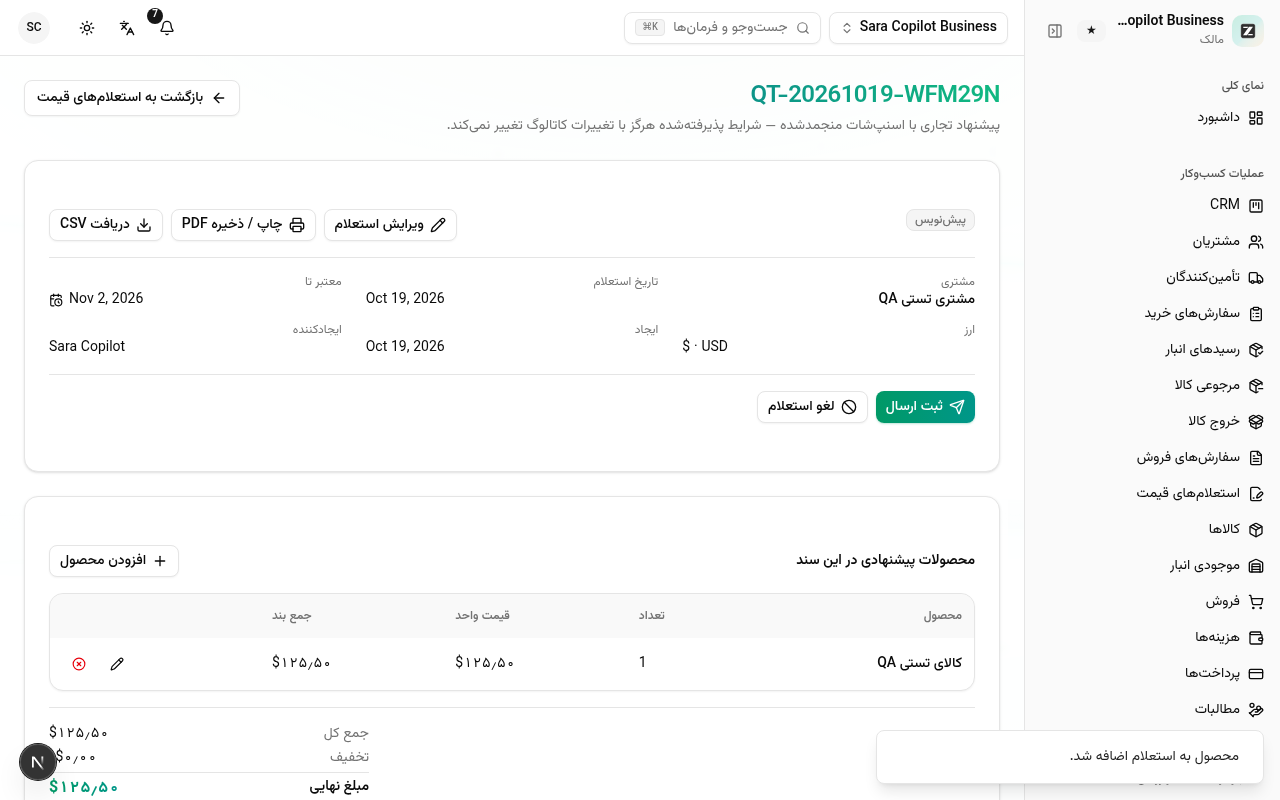 ...opilot Business
مالک
نمای کلی
داشبورد
عملیات کسب‌وکار
CRM
مشتریان
تأمین‌کنندگان
سفارش‌های خرید
رسیدهای انبار
مرجوعی کالا
خروج کالا
سفارش‌های فروش
استعلام‌های قیمت
کالاها
موجودی انبار
فروش
هزینه‌ها
پرداخت‌ها
مطالبات
Sara Copilot Business
جست‌وجو و فرمان‌ها ⌘K
7
SC
QT-20261019-WFM29N
بازگشت به استعلام‌های قیمت
پیشنهاد تجاری با اسنپ‌شات منجمدشده — شرایط پذیرفته‌شده هرگز با تغییرات کاتالوگ تغییر نمی‌کند.
پیش‌نویس
ویرایش استعلام
چاپ / ذخیره PDF
دریافت CSV
مشتری
مشتری تستی QA
تاریخ استعلام
Oct 19, 2026
معتبر تا
Nov 2, 2026
ارز
$ · USD
ایجاد
Oct 19, 2026
ایجادکننده
Sara Copilot
ثبت ارسال
لغو استعلام
محصولات پیشنهادی در این سند
افزودن محصول
محصول تعداد قیمت واحد جمع بند
کالای تستی QA 1 $۱۲۵٫۵۰ $۱۲۵٫۵۰
جمع کل $۱۲۵٫۵۰
تخفیف $۰٫۰۰
مبلغ نهایی $۱۲۵٫۵۰
N
محصول به استعلام اضافه شد.